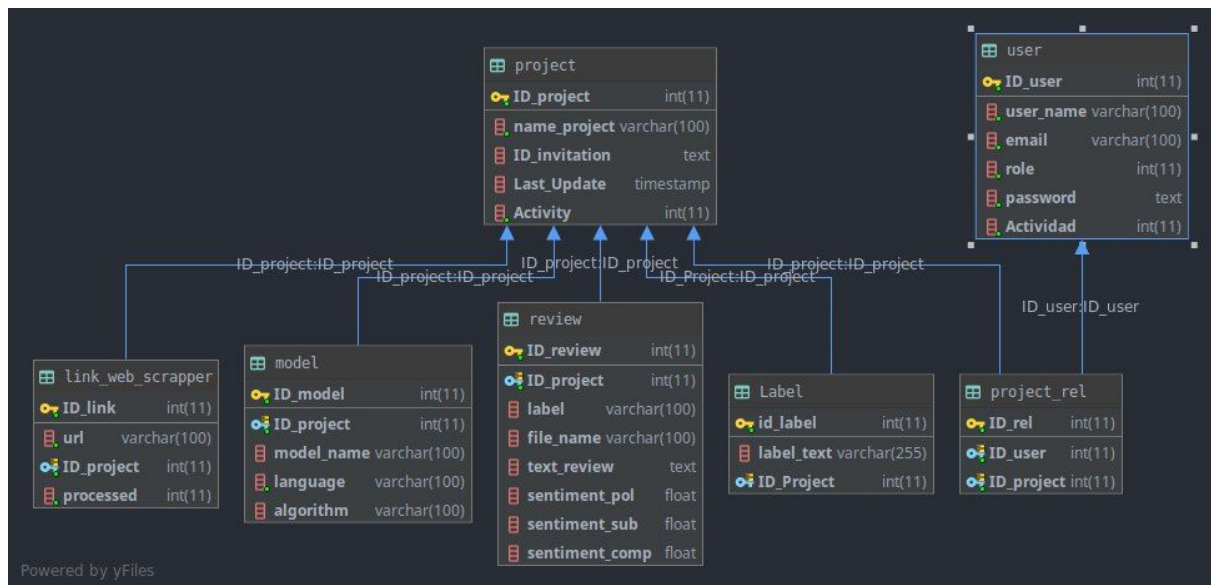 project
ID_project int(11)
name_project varchar(100)
ID_invitation text
Last_Update timestamp
Activity int(11)
user
ID_user int(11)
user_name varchar(100)
email varchar(100)
role int(11)
password text
Actividad int(11)
ID_project:ID_project
ID_project:ID_project
ID_project:ID_project
ID_Project:ID_project
ID_project:ID_project
ID_user:ID_user
link_web_scrapper
ID_link int(11)
url varchar(100)
ID_project int(11)
processed int(11)
model
ID_model int(11)
ID_project int(11)
model_name varchar(100)
language varchar(100)
algorithm varchar(100)
review
ID_review int(11)
ID_project int(11)
label varchar(100)
file_name varchar(100)
text_review text
sentiment_pol float
sentiment_sub float
sentiment_comp float
Label
id_label int(11)
label_text varchar(255)
ID_Project int(11)
project_rel
ID_rel int(11)
ID_user int(11)
ID_project int(11)
Powered by yFiles